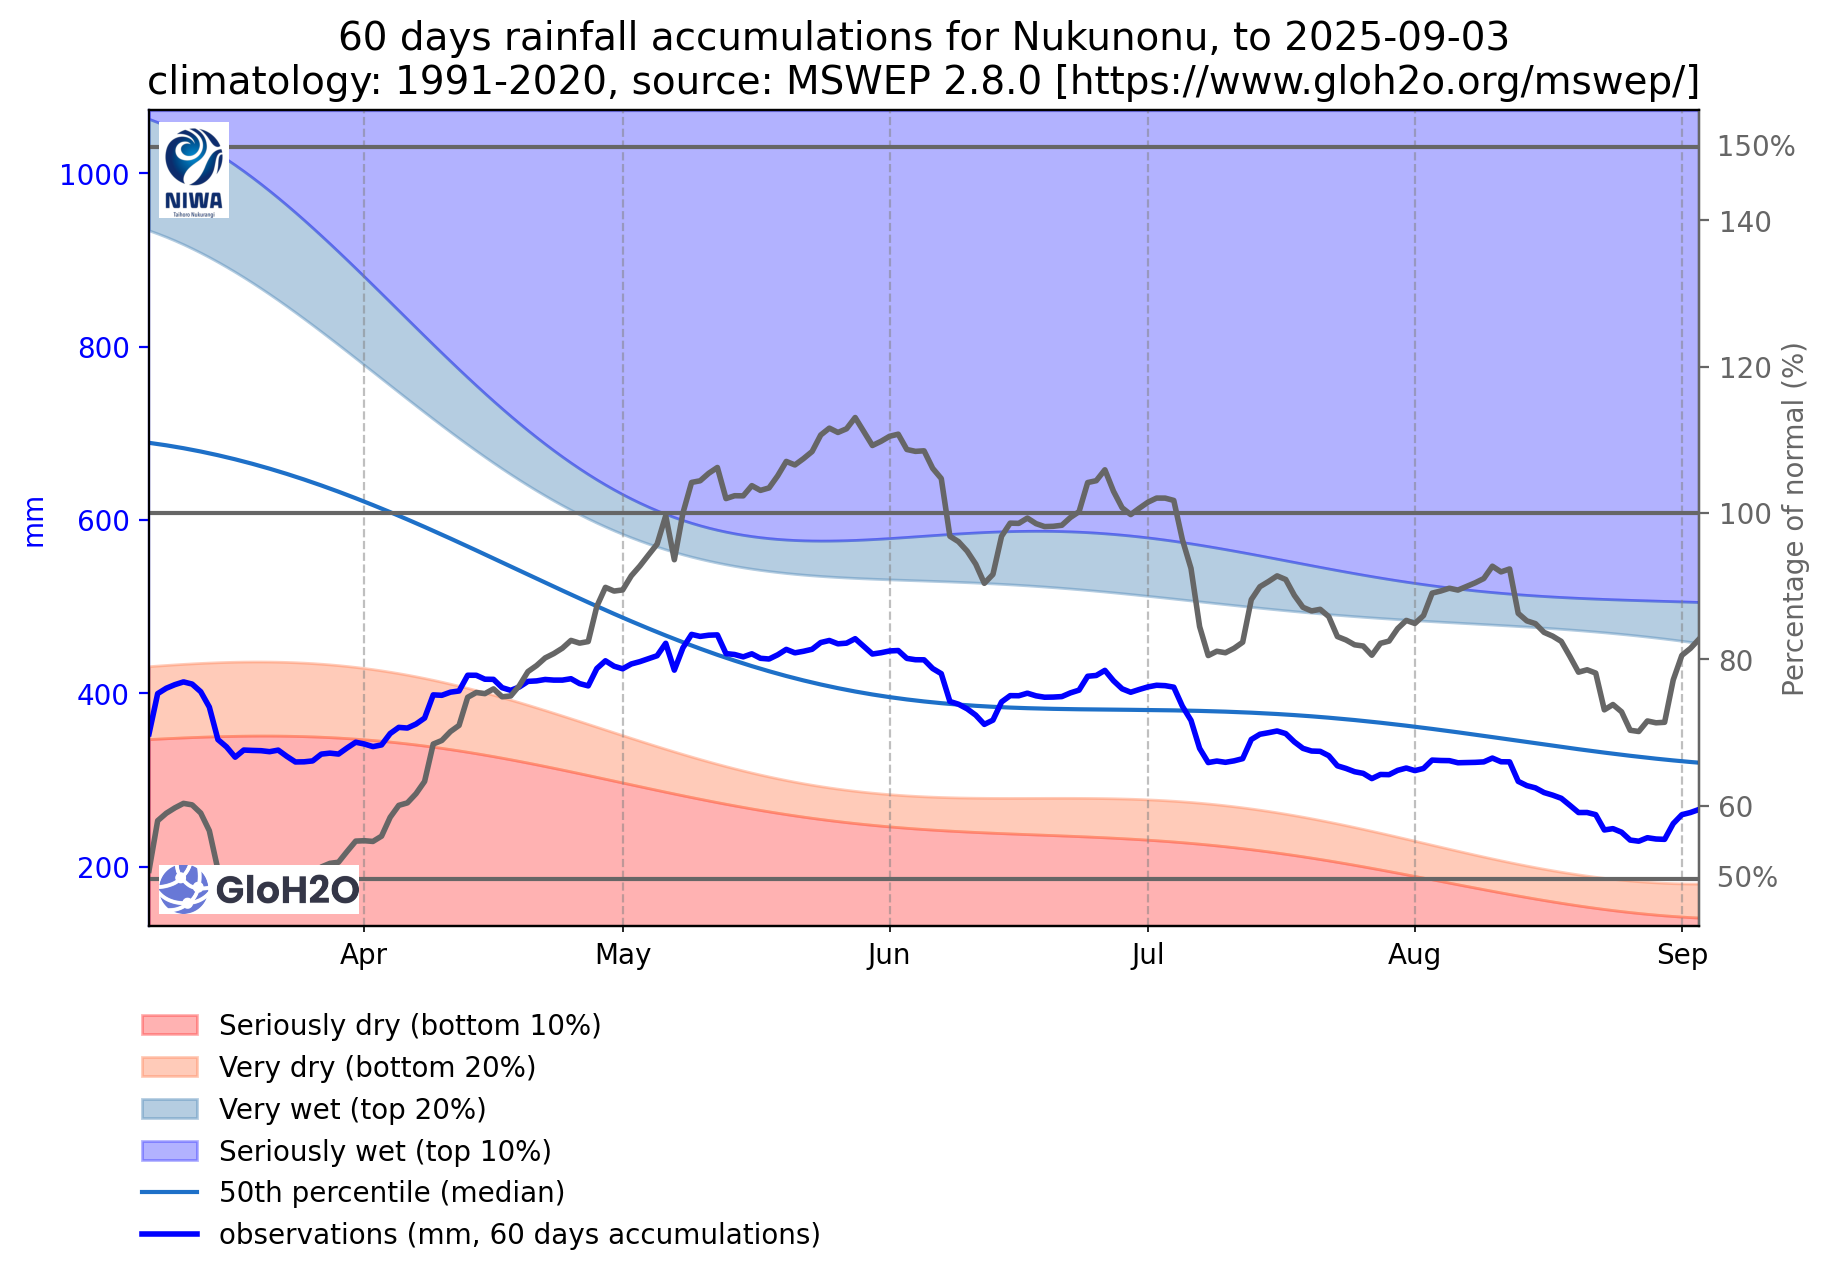 60 days rainfall accumulations for Nukunonu, to 2025-09-03
climatology: 1991-2020, source: MSWEP 2.8.0 [https://www.gloh2o.org/mswep/]
NIWA
Taihoro Nukurangi
1000
800
600
400
200
mm
150%
140
120
100
80
60
50%
Percentage of normal (%)
GloH2O
Apr
May
Jun
Jul
Aug
Sep
Seriously dry (bottom 10%)
Very dry (bottom 20%)
Very wet (top 20%)
Seriously wet (top 10%)
50th percentile (median)
observations (mm, 60 days accumulations)